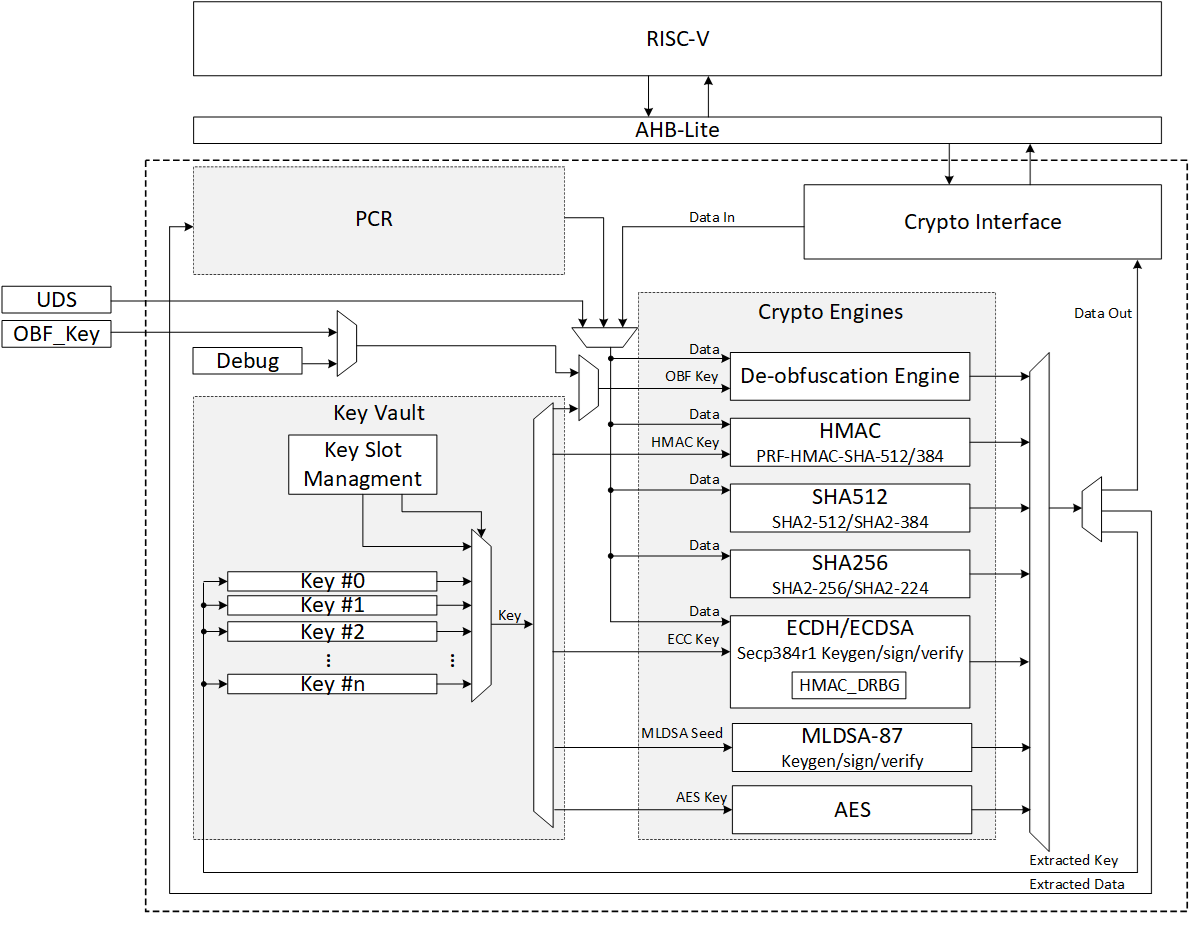 RISC-V
AHB-Lite
PCR
Data In
Crypto Interface
UDS
OBF_Key
Debug
Crypto Engines
Data Out
Data
OBF Key
De-obfuscation Engine
Key Vault
Key Slot
Managment
Data
HMAC Key
HMAC
PRF-HMAC-SHA-512/384
Data
SHA512
SHA2-512/SHA2-384
Data
SHA256
SHA2-256/SHA2-224
Key #0
Key #1
Key #2
Key #n
Key
Data
ECC Key
ECDH/ECDSA
Secp384r1 Keygen/sign/verify
HMAC_DRBG
MLDSA Seed
MLDSA-87
Keygen/sign/verify
AES Key
AES
Extracted Key
Extracted Data